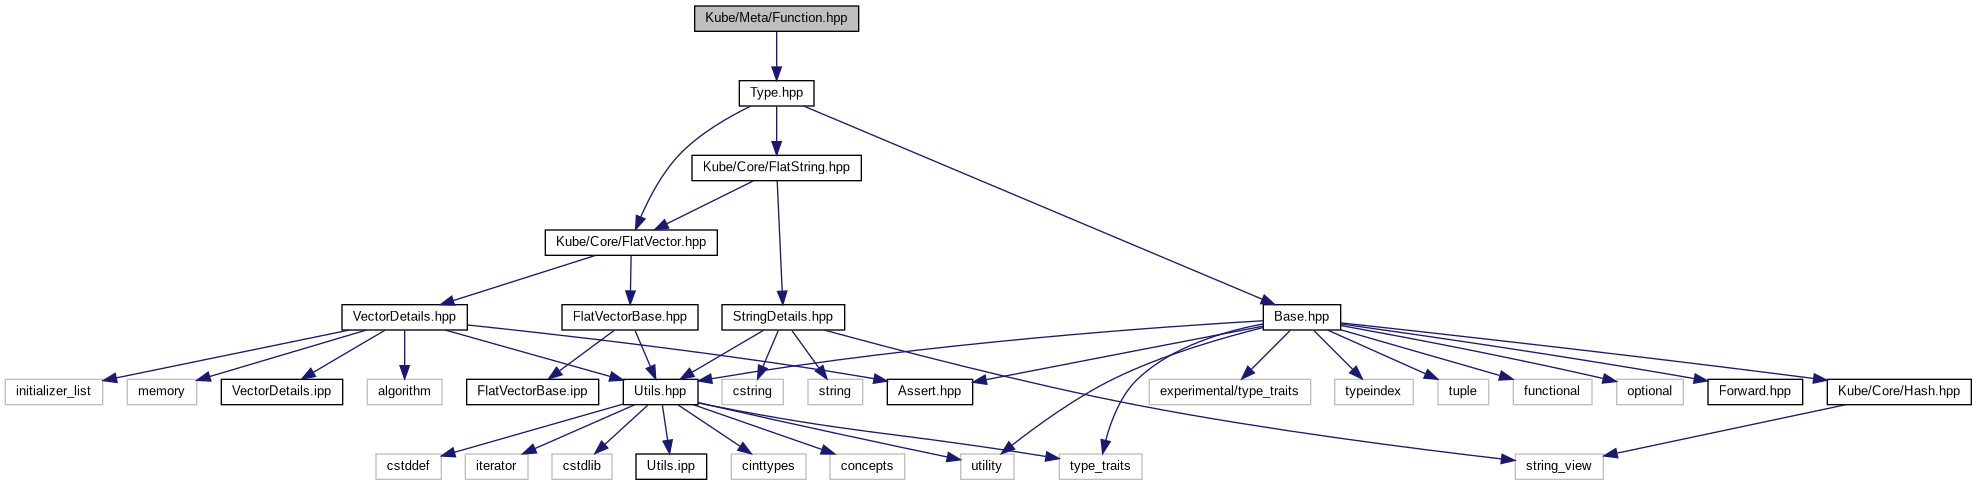 Kube/Meta/Function.hpp
Type.hpp
Kube/Core/FlatString.hpp
Kube/Core/FlatVector.hpp
VectorDetails.hpp
FlatVectorBase.hpp
StringDetails.hpp
Base.hpp
initializer_list
memory
VectorDetails.ipp
algorithm
FlatVectorBase.ipp
Utils.hpp
cstring
string
Assert.hpp
experimental/type_traits
typeindex
tuple
functional
optional
Forward.hpp
Kube/Core/Hash.hpp
cstddef
iterator
cstdlib
Utils.ipp
cinttypes
concepts
utility
type_traits
string_view